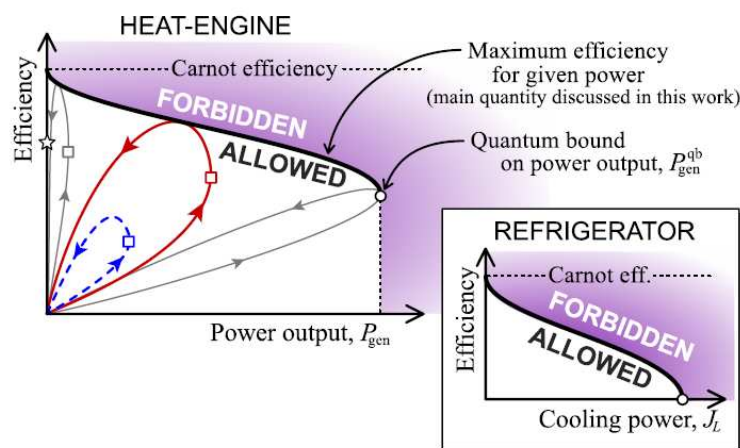 HEAT-ENGINE
Efficiency
Carnot efficiency
FORBIDDEN
ALLOWED
Maximum efficiency
for given power
(main quantity discussed in this work)
Quantum bound
on power output, P_gen^qb
Power output, P_gen
REFRIGERATOR
Efficiency
Carnot eff.
FORBIDDEN
ALLOWED
Cooling power, J_L